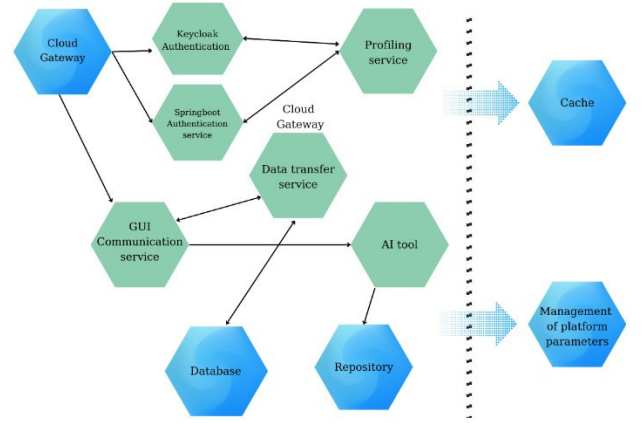 Cloud
Gateway
Keycloak
Authentication
Profiling
service
Springboot
Authentication
service
Cloud
Gateway
Cache
Data transfer
service
GUI
Communication
service
AI tool
Database
Repository
Management
of platform
parameters